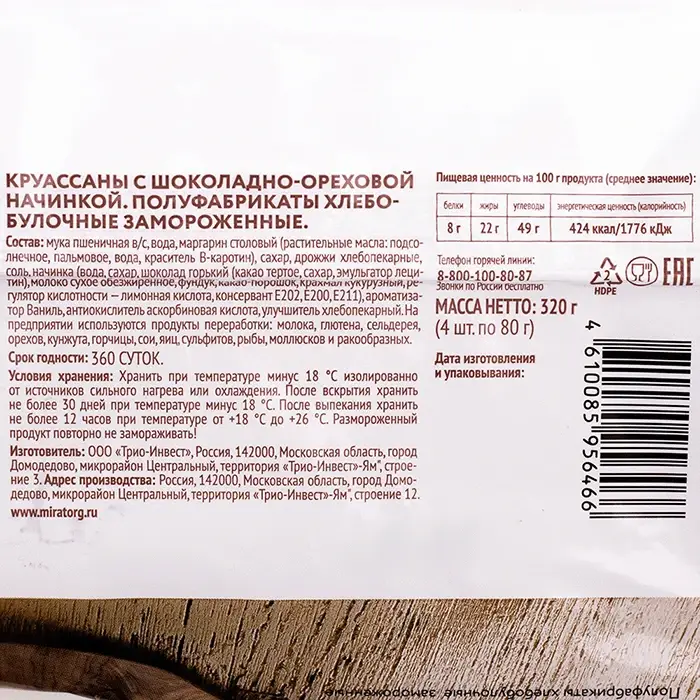 КРУАССАНЫ С ШОКОЛАДНО-ОРЕХОВОЙ
НАЧИНКОЙ. ПОЛУФАБРИКАТЫ ХЛЕБО-
БУЛОЧНЫЕ ЗАМОРОЖЕННЫЕ.
Состав: мука пшеничная в/с, вода, маргарин столовый (растительные масла: подсо-
лнечное, пальмовое, вода, краситель В-каротин), сахар, дрожжи хлебопекарные,
соль, начинка (вода, сахар, шоколад горький (какао тертое, сахар, эмульгатор леци-
тин), молоко сухое обезжиренное, фундук, какао-порошок, крахмал кукурузный, ре-
гулятор кислотности — лимонная кислота, консервант Е202, Е200, Е211), ароматиза-
тор Ваниль, антиокислитель аскорбиновая кислота, улучшитель хлебопекарный. На
предприятии используются продукты переработки: молока, глютена, сельдерея,
орехов, кунжута, горчицы, сои, яиц, сульфитов, рыбы, моллюсков и ракообразных.
Срок годности: 360 СУТОК.
Условия хранения: Хранить при температуре минус 18 °С изолированно
от источников сильного нагрева или охлаждения. После вскрытия хранить
не более 30 дней при температуре минус 18 °С. После выпекания хранить
не более 12 часов при температуре от +18 °С до +26 °С. Размороженный
продукт повторно не замораживать!
Изготовитель: ООО «Трио-Инвест», Россия, 142000, Московская область, город
Домодедово, микрорайон Центральный, территория «Трио-Инвест-Ям", строе-
ние 3. Адрес производства: Россия, 142000, Московская область, город Домо-
дедово, микрорайон Центральный, территория «Трио-Инвест-Ям", строение 12.
www.miratorg.ru
Пищевая ценность на 100 г продукта (среднее значение):
белки жиры углеводы энергетическая ценность (калорийность)
8 г 22 г 49 г 424 ккал/1776 кДж
Телефон горячей линии:
8-800-100-80-87
Звонки по России бесплатно
2
HDPE
EAC
МАССА НЕТТО: 320 г
(4 шт. по 80 г)
Дата изготовления
и упаковывания:
4 610085 956466
Полуфабрикаты хлебобулочные замороженные